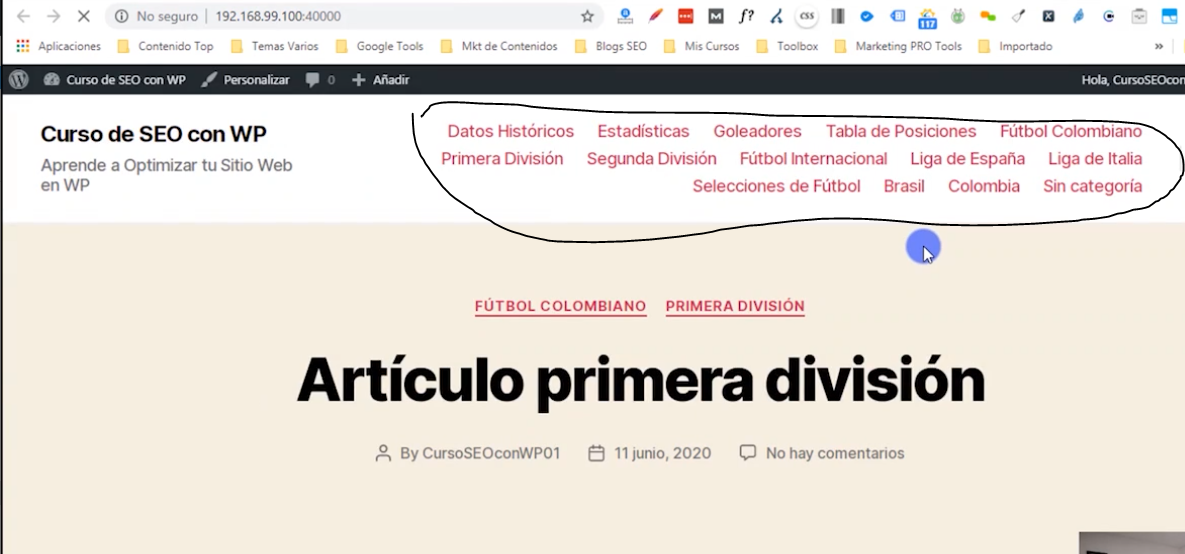 No seguro | 192.168.99.100:40000
f?
css
117
Aplicaciones Contenido Top Temas Varios Google Tools Mkt de Contenidos Blogs SEO Mis Cursos Toolbox Marketing PRO Tools Importado »
Curso de SEO con WP Personalizar 0 + Añadir Hola, CursoSEOcon
Curso de SEO con WP
Aprende a Optimizar tu Sitio Web
en WP
Datos Históricos Estadísticas Goleadores Tabla de Posiciones Fútbol Colombiano
Primera División Segunda División Fútbol Internacional Liga de España Liga de Italia
Selecciones de Fútbol Brasil Colombia Sin categoría
FÚTBOL COLOMBIANO PRIMERA DIVISIÓN
Artículo primera división
By CursoSEOconWP01 11 junio, 2020 No hay comentarios